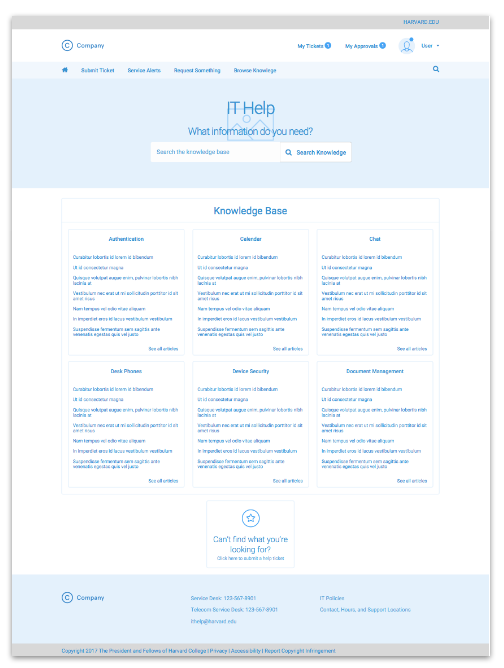 HARVARD.EDU
C Company
My Tickets 1 My Approvals 1 User
Submit Ticket Service Alerts Request Something Browse Knowlege
IT Help
What information do you need?
Search the knowledge base Search Knowledge
Knowledge Base
Authentication
Curabitur lobortis id lorem id bibendum
Ut id consectetur magna
Quisque volutpat augue enim, pulvinar lobortis nibh
lacinia at
Vestibulum nec erat ut mi sollicitudin porttitor id sit
amet risus
Nam tempus vel odio vitae aliquam
In imperdiet eros id lacus vestibulum vestibulum
Suspendisse fermentum sem sagittis ante
venenatis egestas quis vel justo
See all articles
Calendar
Curabitur lobortis id lorem id bibendum
Ut id consectetur magna
Quisque volutpat augue enim, pulvinar lobortis nibh
lacinia at
Vestibulum nec erat ut mi sollicitudin porttitor id sit
amet risus
Nam tempus vel odio vitae aliquam
In imperdiet eros id lacus vestibulum vestibulum
Suspendisse fermentum sem sagittis ante
venenatis egestas quis vel justo
See all articles
Chat
Curabitur lobortis id lorem id bibendum
Ut id consectetur magna
Quisque volutpat augue enim, pulvinar lobortis nibh
lacinia at
Vestibulum nec erat ut mi sollicitudin porttitor id sit
amet risus
Nam tempus vel odio vitae aliquam
In imperdiet eros id lacus vestibulum vestibulum
Suspendisse fermentum sem sagittis ante
venenatis egestas quis vel justo
See all articles
Desk Phones
Curabitur lobortis id lorem id bibendum
Ut id consectetur magna
Quisque volutpat augue enim, pulvinar lobortis nibh
lacinia at
Vestibulum nec erat ut mi sollicitudin porttitor id sit
amet risus
Nam tempus vel odio vitae aliquam
In imperdiet eros id lacus vestibulum vestibulum
Suspendisse fermentum sem sagittis ante
venenatis egestas quis vel justo
See all articles
Device Security
Curabitur lobortis id lorem id bibendum
Ut id consectetur magna
Quisque volutpat augue enim, pulvinar lobortis nibh
lacinia at
Vestibulum nec erat ut mi sollicitudin porttitor id sit
amet risus
Nam tempus vel odio vitae aliquam
In imperdiet eros id lacus vestibulum vestibulum
Suspendisse fermentum sem sagittis ante
venenatis egestas quis vel justo
See all articles
Document Management
Curabitur lobortis id lorem id bibendum
Ut id consectetur magna
Quisque volutpat augue enim, pulvinar lobortis nibh
lacinia at
Vestibulum nec erat ut mi sollicitudin porttitor id sit
amet risus
Nam tempus vel odio vitae aliquam
In imperdiet eros id lacus vestibulum vestibulum
Suspendisse fermentum sem sagittis ante
venenatis egestas quis vel justo
See all articles
Can't find what you're
looking for?
Click here to submit a help ticket
C Company
Service Desk: 123-567-8901
Telecom Service Desk: 123-567-8901
ithelp@harvard.edu
IT Policies
Contact, Hours, and Support Locations
Copyright 2017 The President and Fellows of Harvard College | Privacy | Accessibility | Report Copyright Infringement